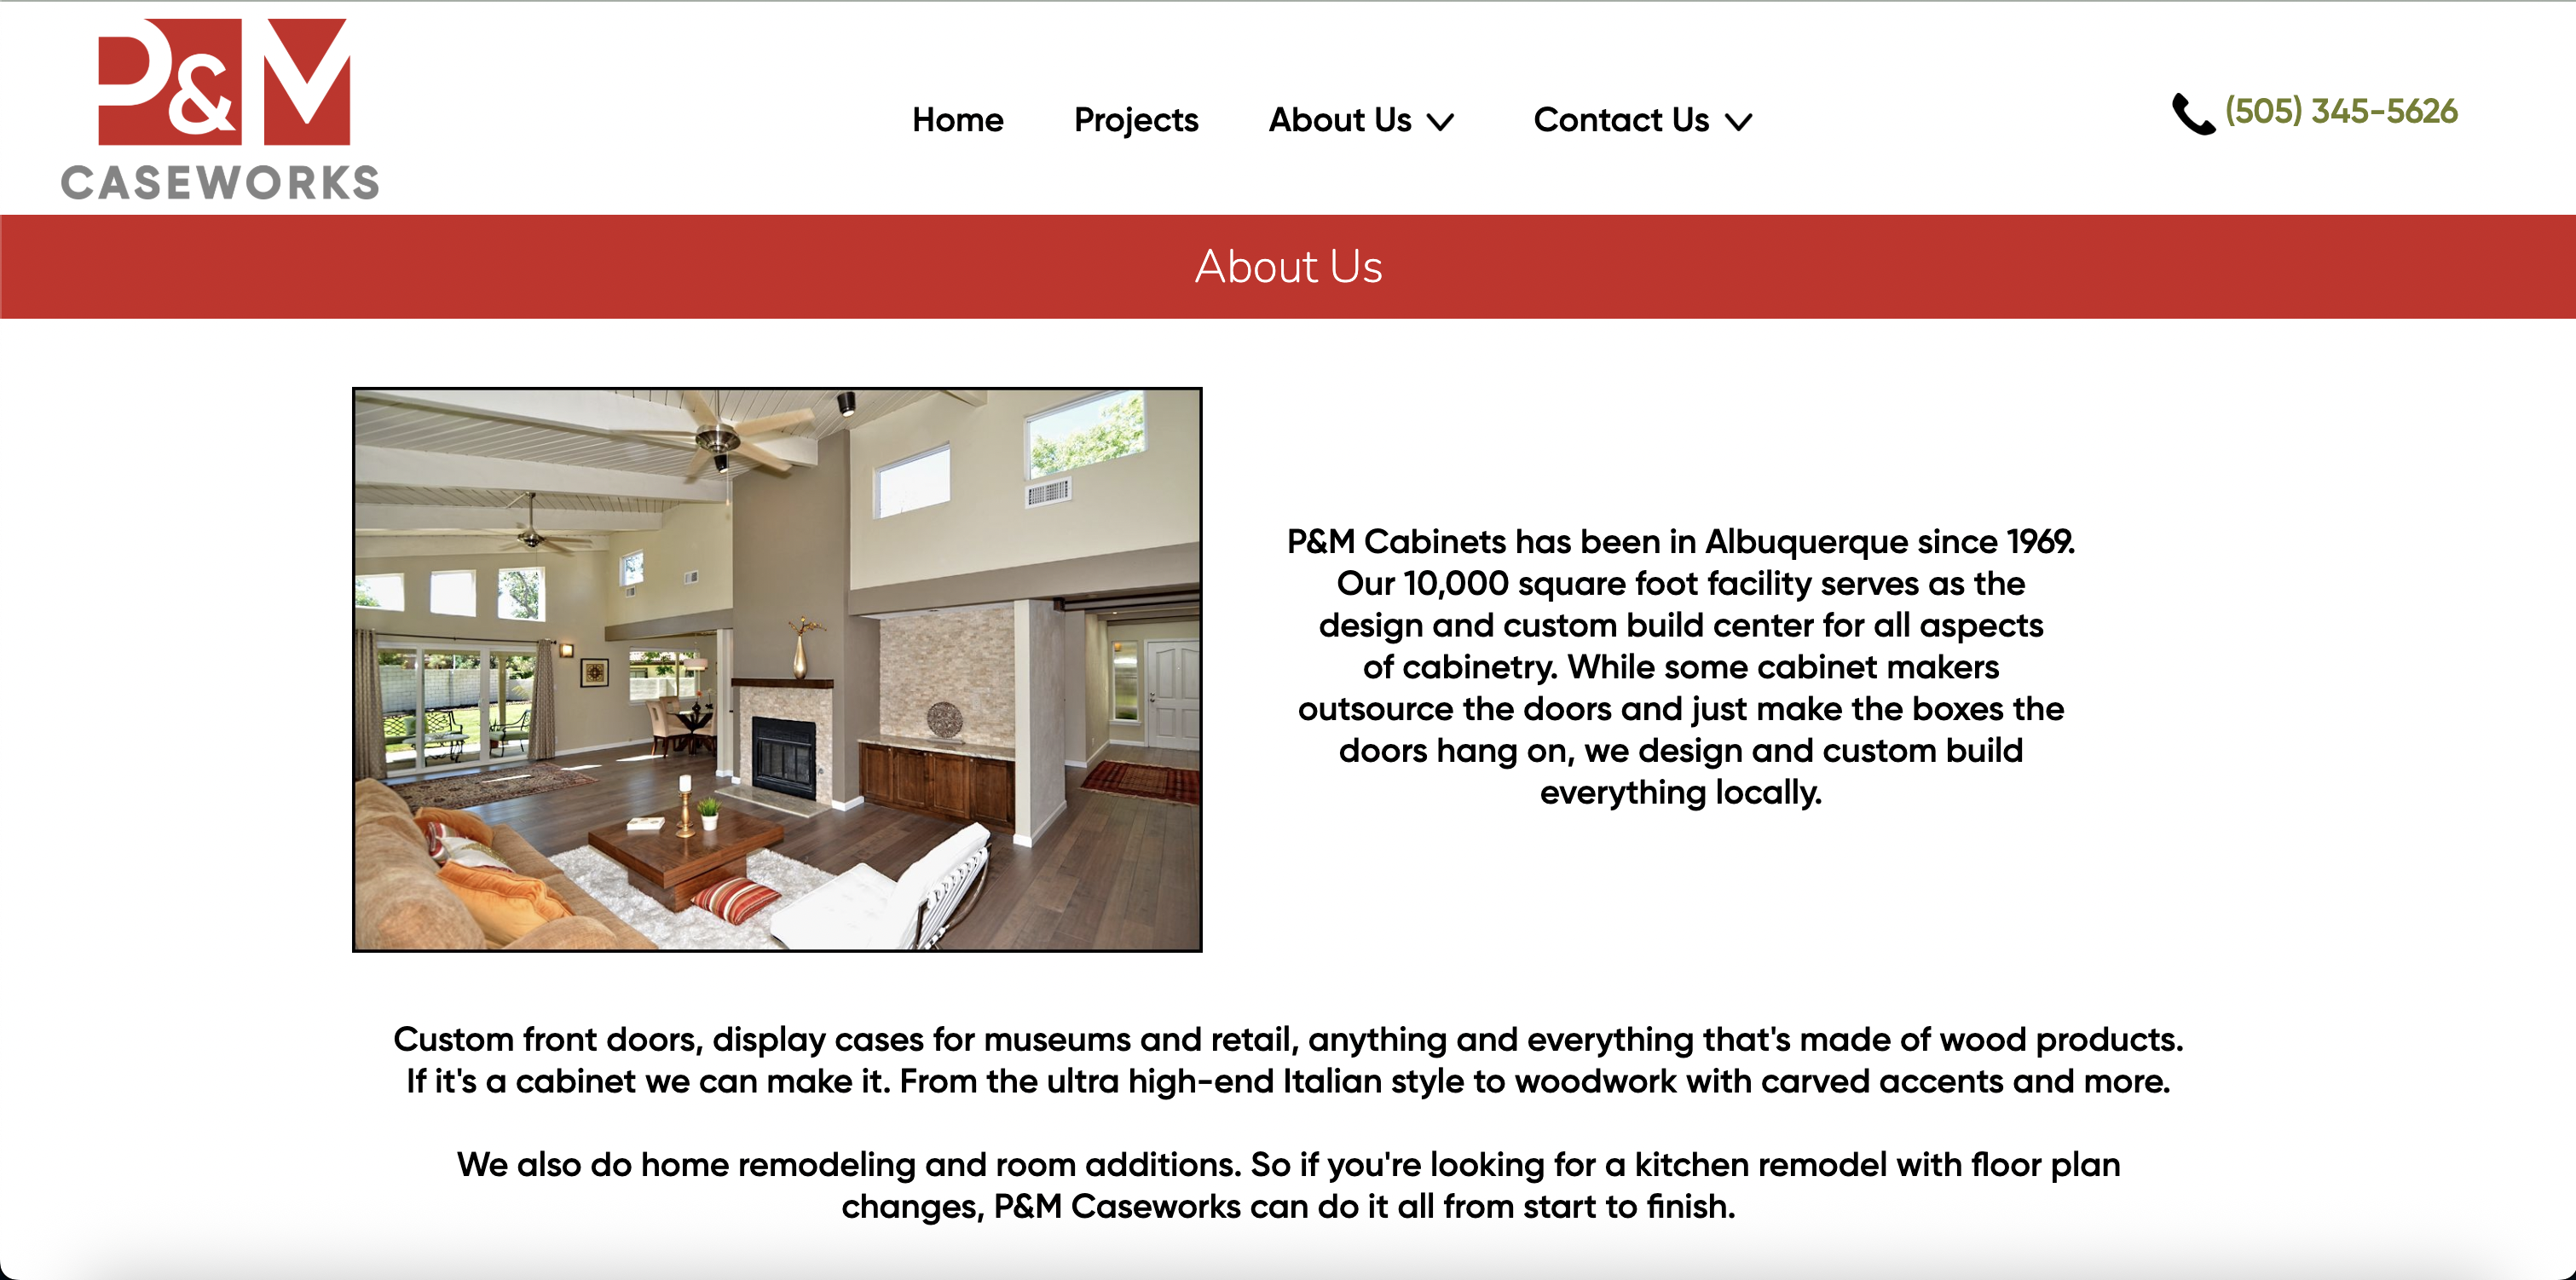 P&M
CASEWORKS
Home
Projects
About Us
Contact Us
(505) 345-5626
About Us
P&M Cabinets has been in Albuquerque since 1969.
Our 10,000 square foot facility serves as the
design and custom build center for all aspects
of cabinetry. While some cabinet makers
outsource the doors and just make the boxes the
doors hang on, we design and custom build
everything locally.
Custom front doors, display cases for museums and retail, anything and everything that's made of wood products.
If it's a cabinet we can make it. From the ultra high-end Italian style to woodwork with carved accents and more.
We also do home remodeling and room additions. So if you're looking for a kitchen remodel with floor plan
changes, P&M Caseworks can do it all from start to finish.